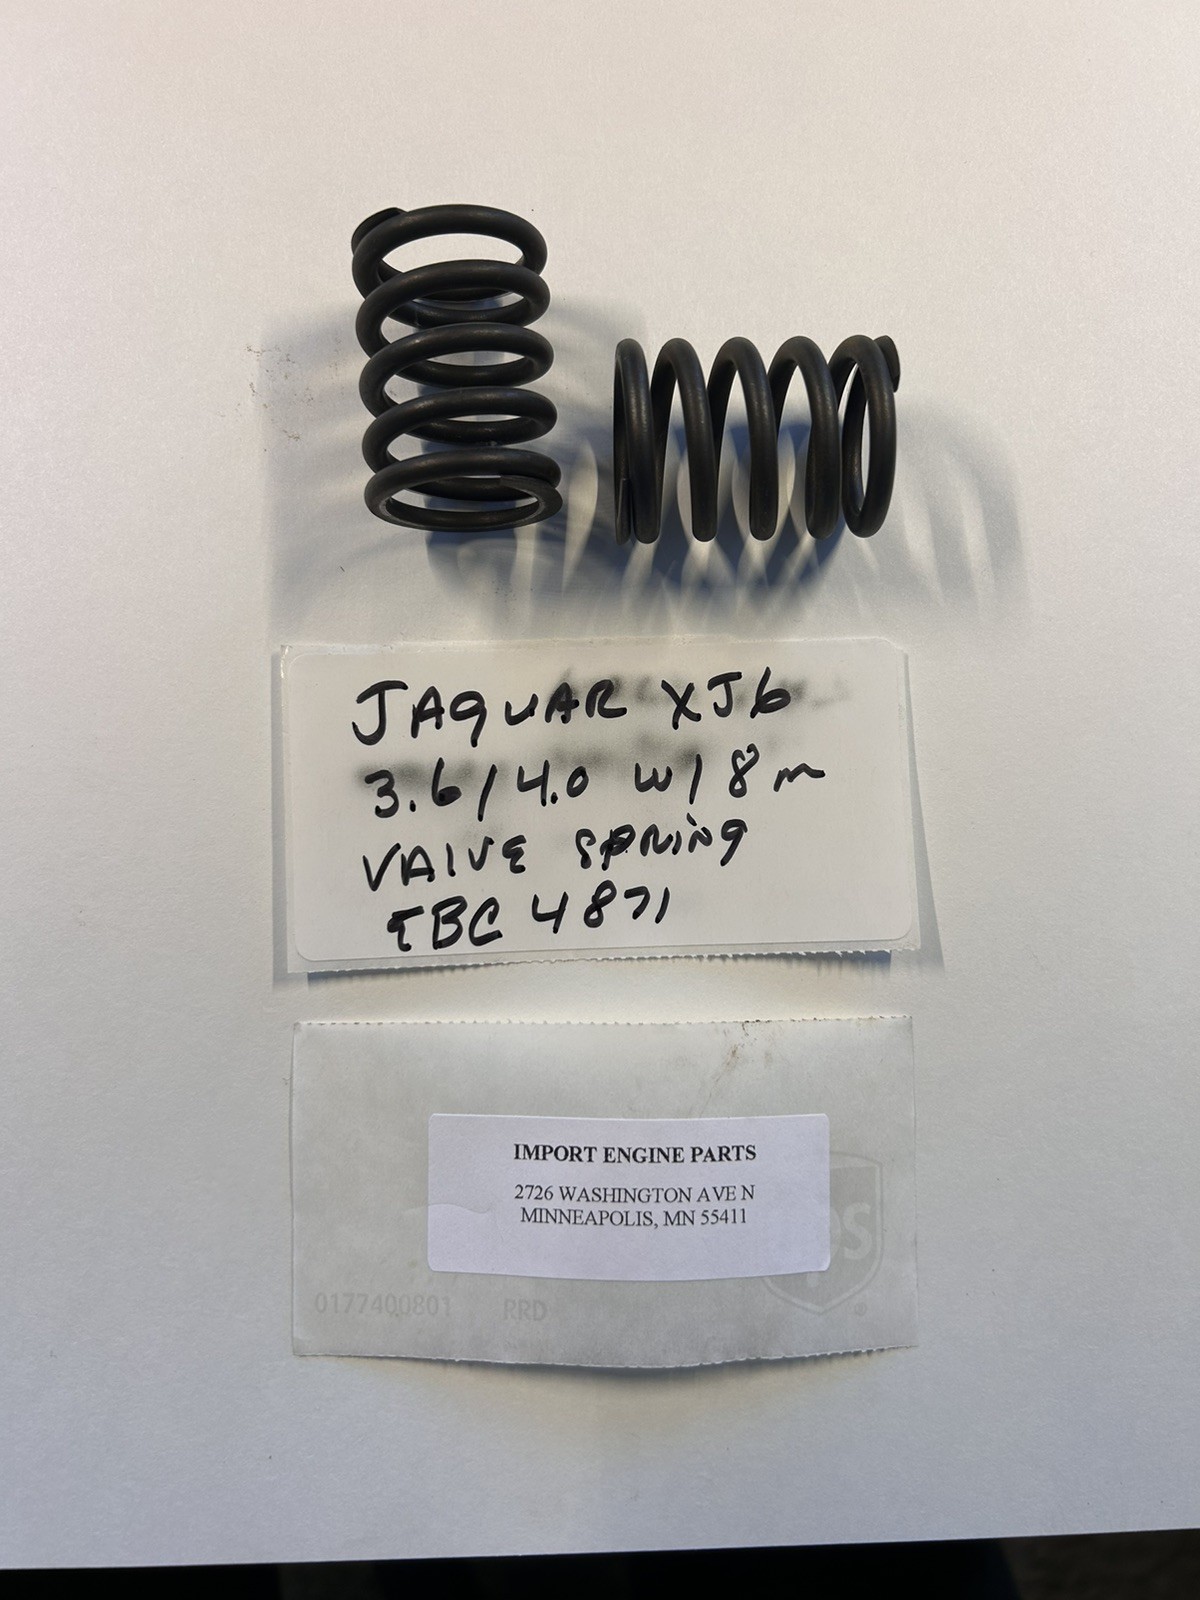 JAGUAR XJ6
3.6/4.0 W/8m
VALVE SPRING
EBC 4871
IMPORT ENGINE PARTS
2726 WASHINGTON AVE N
MINNEAPOLIS, MN 55411
ups
0177400801 RRD